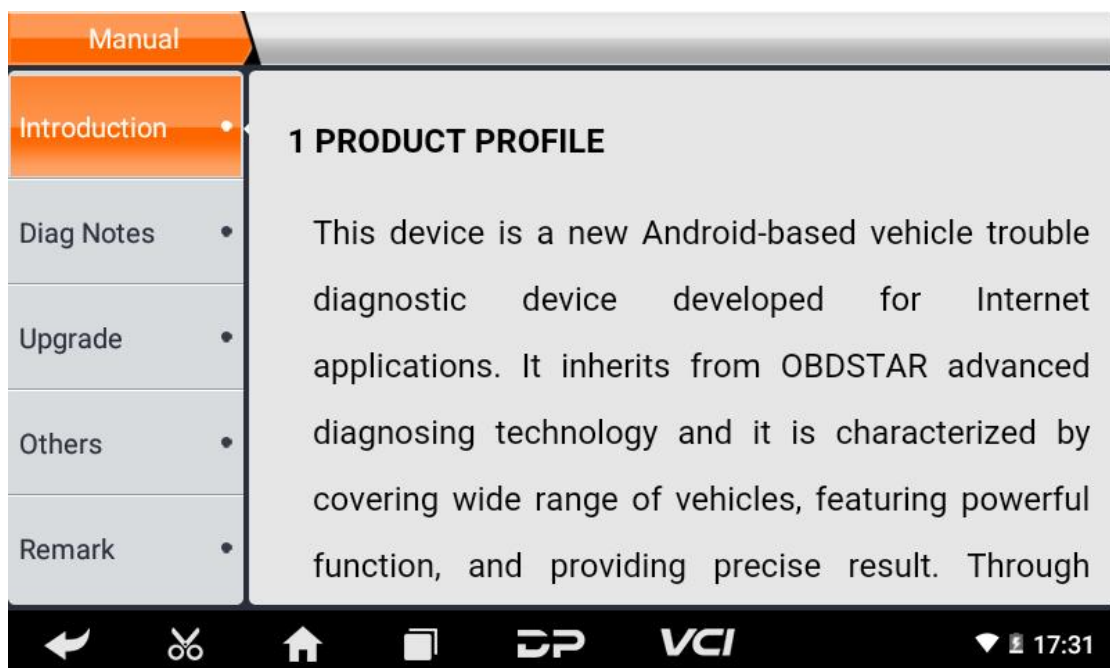 Manual
Introduction
Diag Notes
Upgrade
Others
Remark
1 PRODUCT PROFILE
This device is a new Android-based vehicle trouble
diagnostic device developed for Internet
applications. It inherits from OBDSTAR advanced
diagnosing technology and it is characterized by
covering wide range of vehicles, featuring powerful
function, and providing precise result. Through
DP VCI 17:31